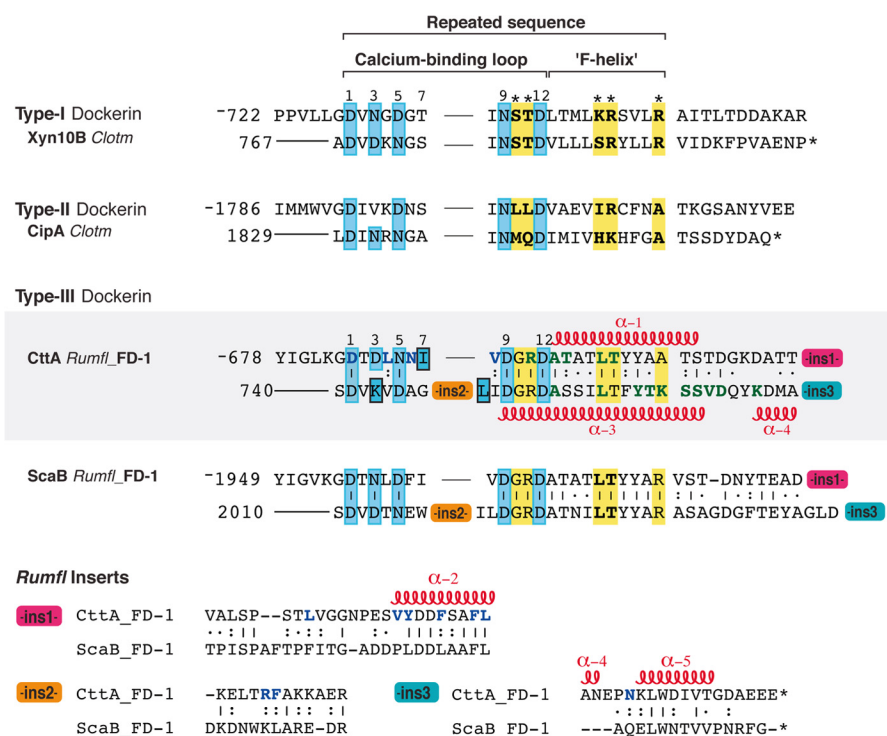 Repeated sequence
Calcium-binding loop 'F-helix'
1 3 5 7 9 * * 12 * * *
Type-I Dockerin -722 PPVLLGDVNGDGT — INSTDLTMLKRSVLR AITLTDDAKAR
Xyn10B Clotm 767 ADVDKNGS — INSTDVLLLSRYLLR VIDKFPVAENP*
Type-II Dockerin -1786 IMMWVGDIVKDNS — INLLDVAEVIRCFNA TKGSANYVEE
CipA Clotm 1829 LDINRNGA — INMQDIMIVHKHFGA TSSDYDAQ*
Type-III Dockerin
α-1
1 3 5 7 9 12
CttA Rumfl_FD-1 -678 YIGLKGDTDLNNI — VDGRDATATLTYYAA TSTDGKDATT -ins1-
740 SDVKVDAG -ins2- LIDGRDASSILTFYTK SSVDQYKDMA -ins3
α-3 α-4
ScaB Rumfl_FD-1 -1949 YIGVKGDTNLDFI — VDGRDATATLTYYAR VST-DNYTEAD -ins1-
2010 SDVDTNEW -ins2- ILDGRDATNILTYYARASAGDGFTEYAGLD -ins3
Rumfl Inserts
α-2
-ins1- CttA_FD-1 VALSP--STLVGGNPESVYDDFSAFL
ScaB_FD-1 TPISPAFTPFITG-ADDPLDDLAAFL
α-4 α-5
-ins2- CttA_FD-1 -KELTRFAKKAER -ins3 CttA_FD-1 ANEPNKLWDIVTGDAEEE*
ScaB_FD-1 DKDNWKLARE-DR ScaB_FD-1 ---AQELWNTVVPNRFG-*